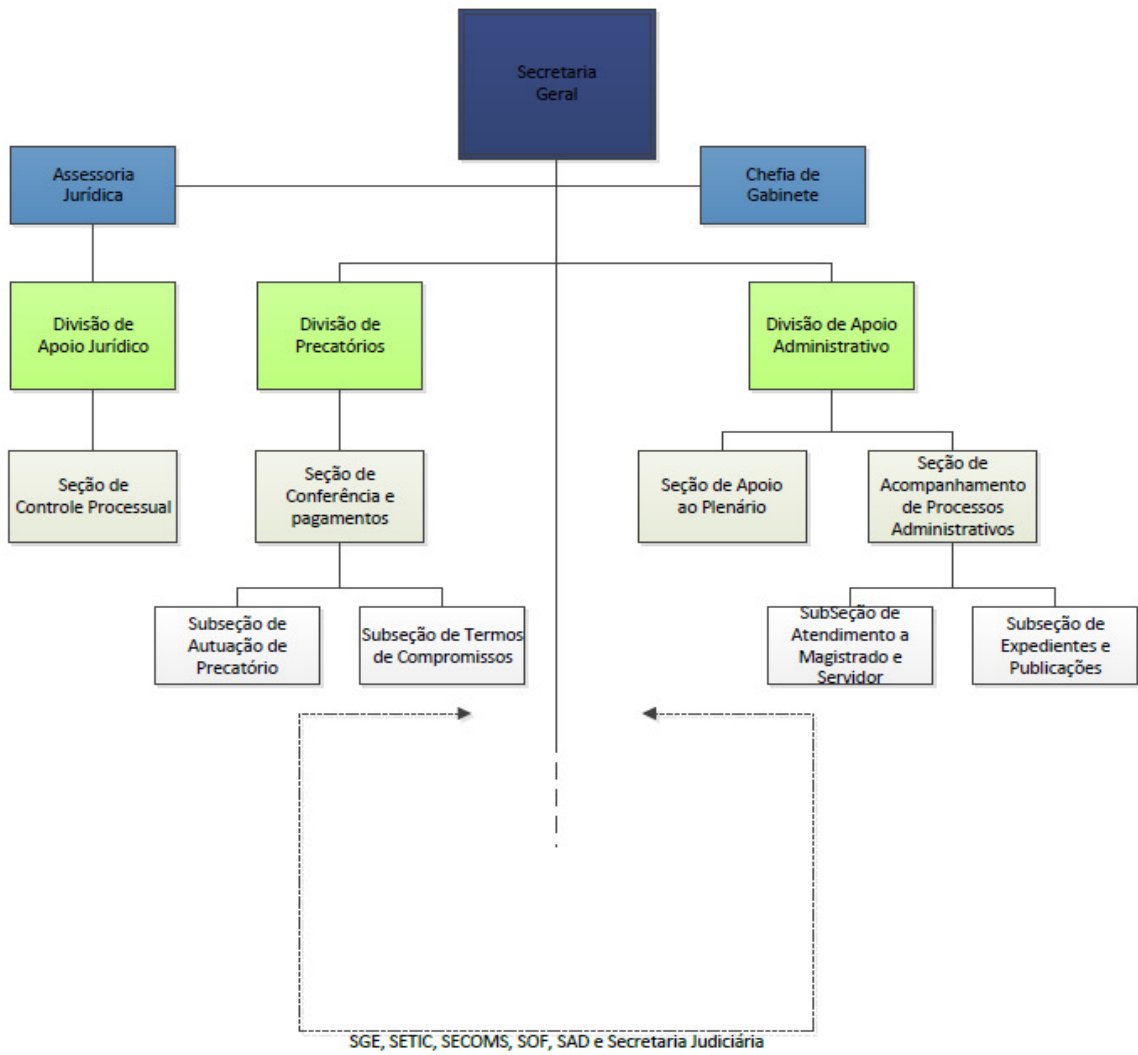 Secretaria
Geral
Assessoria
Jurídica
Chefia de
Gabinete
Divisão de
Apoio Jurídico
Divisão de
Precatórios
Divisão de Apoio
Administrativo
Seção de
Controle Processual
Seção de
Conferência e
pagamentos
Seção de Apoio
ao Plenário
Seção de
Acompanhamento
de Processos
Administrativos
Subseção de
Autuação de
Precatório
Subseção de Termos
de Compromissos
SubSeção de
Atendimento a
Magistrado e
Servidor
Subseção de
Expedientes e
Publicações
SGE, SETIC, SECOMS, SOF, SAD e Secretaria Judiciária